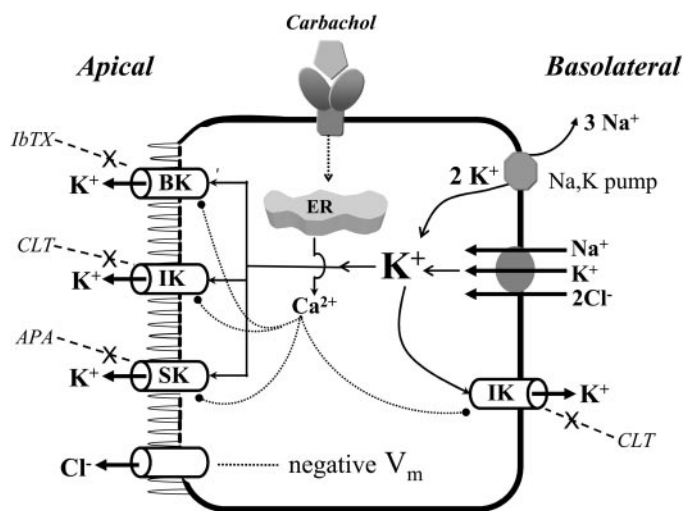 Carbachol
Apical
Basolateral
3 Na⁺
IbTX
X
2 K⁺
Na,K pump
K⁺
BK
ER
CLT
X
K⁺
IK
K⁺
Na⁺
K⁺
2Cl⁻
Ca²⁺
APA
X
K⁺
SK
IK
K⁺
X
CLT
Cl⁻
negative Vₘ